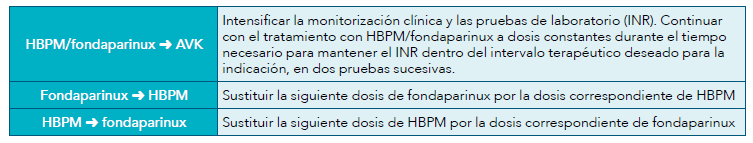 HBPM/fondaparinux ➔ AVK
Intensificar la monitorización clínica y las pruebas de laboratorio (INR). Continuar
con el tratamiento con HBPM/fondaparinux a dosis constantes durante el tiempo
necesario para mantener el INR dentro del intervalo terapéutico deseado para la
indicación, en dos pruebas sucesivas.
Fondaparinux ➔ HBPM
Sustituir la siguiente dosis de fondaparinux por la dosis correspondiente de HBPM
HBPM ➔ fondaparinux
Sustituir la siguiente dosis de HBPM por la dosis correspondiente de fondaparinux